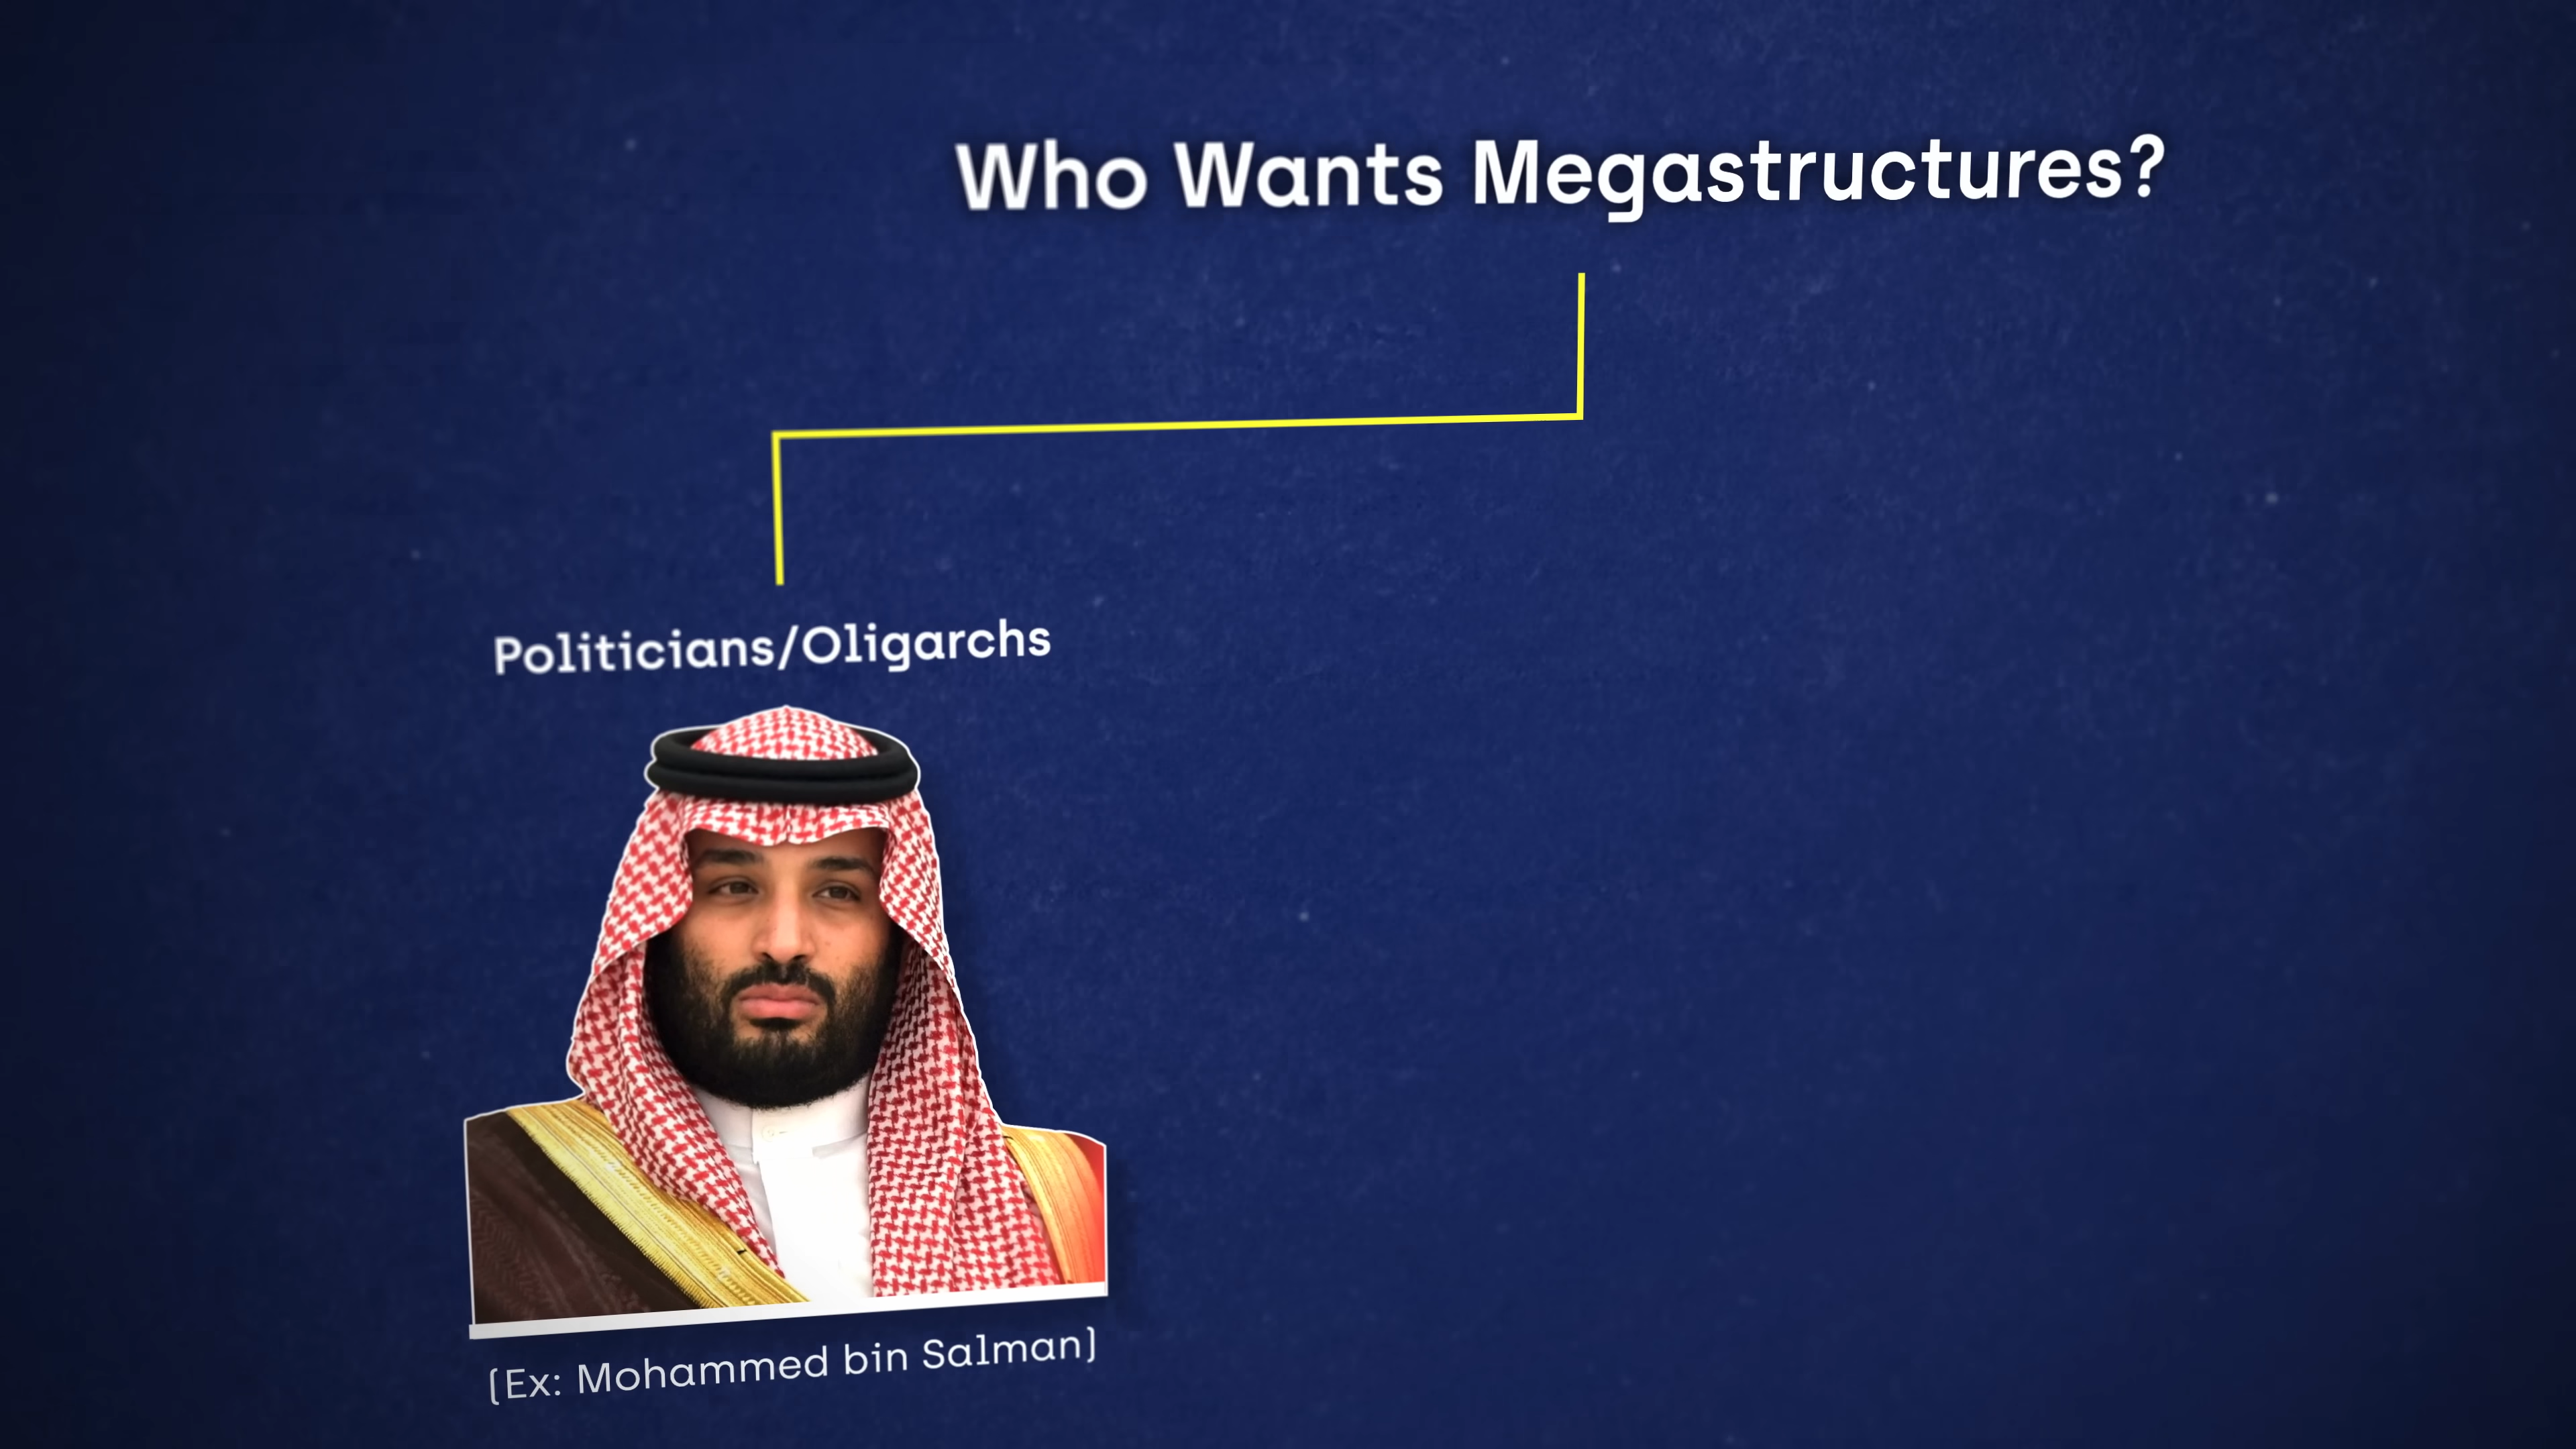 Who Wants Megastructures?
Politicians/Oligarchs
(Ex: Mohammed bin Salman)